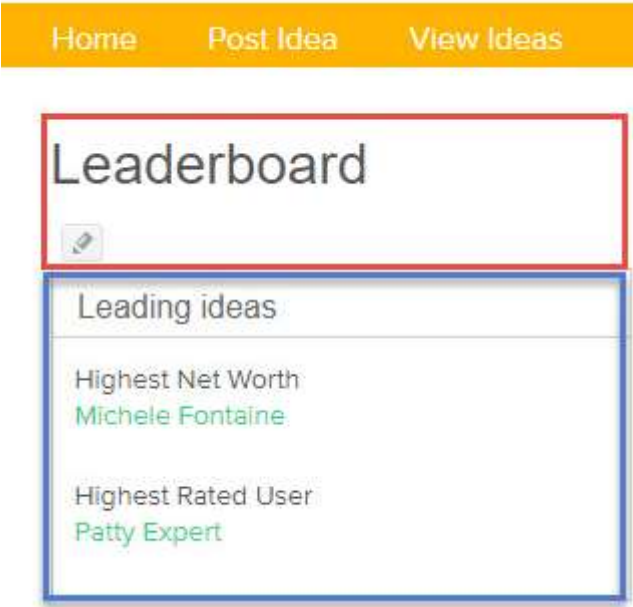 Home Post Idea View Ideas
Leaderboard
Leading ideas
Highest Net Worth
Michele Fontaine
Highest Rated User
Patty Expert